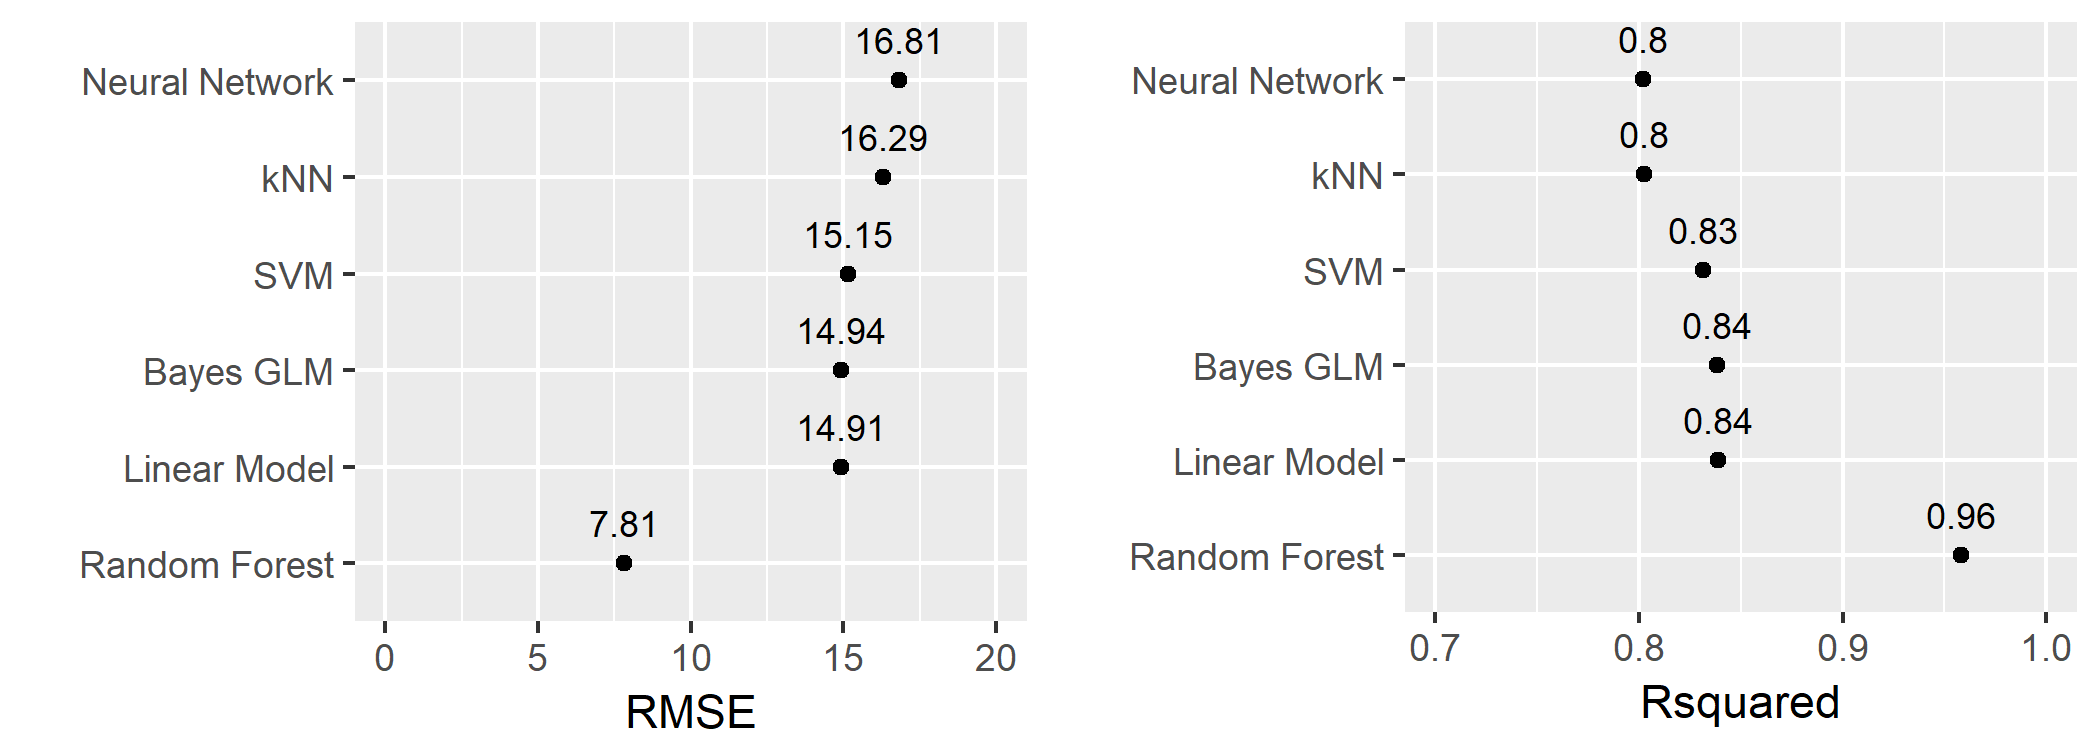 16.81
Neural Network
16.29
kNN
15.15
SVM
14.94
Bayes GLM
14.91
Linear Model
7.81
Random Forest
0 5 10 15 20
RMSE
0.8
Neural Network
0.8
kNN
0.83
SVM
0.84
Bayes GLM
0.84
Linear Model
0.96
Random Forest
0.7 0.8 0.9 1.0
Rsquared